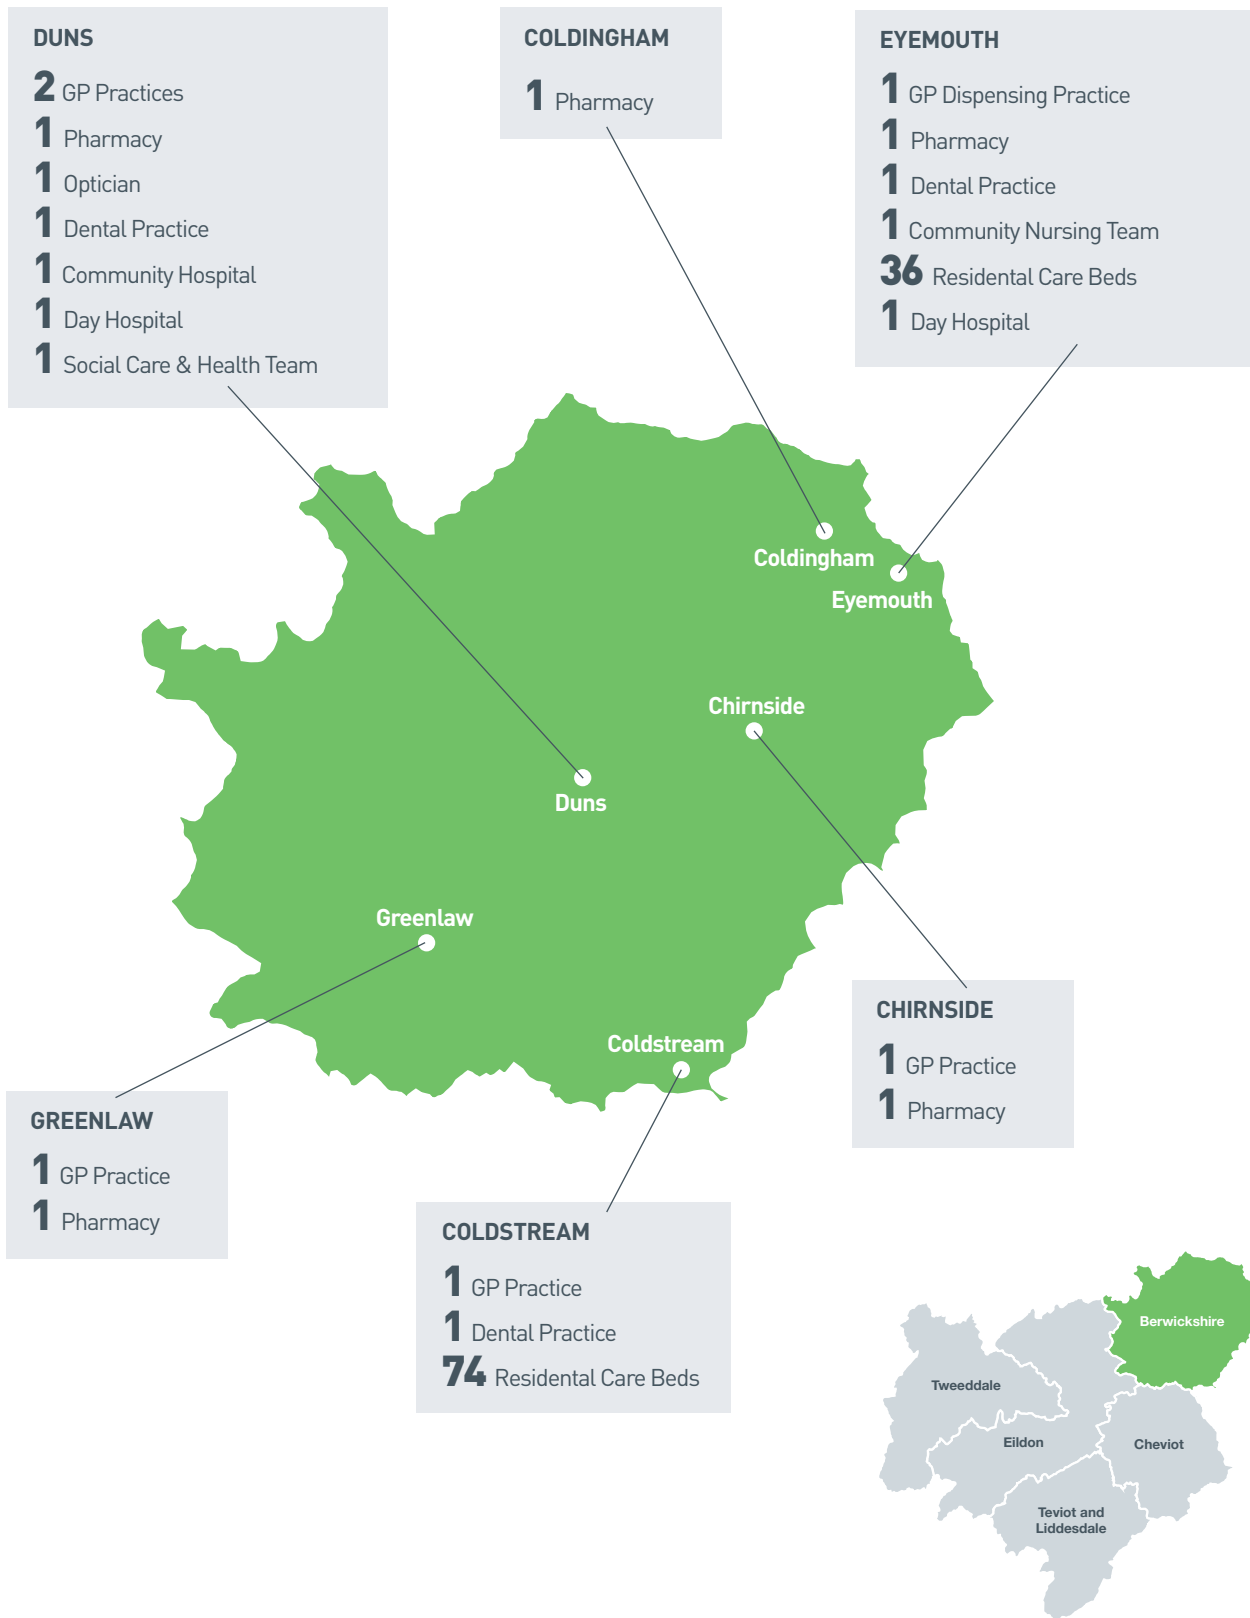 DUNS
2 GP Practices
1 Pharmacy
1 Optician
1 Dental Practice
1 Community Hospital
1 Day Hospital
1 Social Care & Health Team
COLDINGHAM
1 Pharmacy
EYEMOUTH
1 GP Dispensing Practice
1 Pharmacy
1 Dental Practice
1 Community Nursing Team
36 Residental Care Beds
1 Day Hospital
Coldingham
Eyemouth
Chirnside
Duns
Greenlaw
Coldstream
CHIRNSIDE
1 GP Practice
1 Pharmacy
GREENLAW
1 GP Practice
1 Pharmacy
COLDSTREAM
1 GP Practice
1 Dental Practice
74 Residental Care Beds
Berwickshire
Tweeddale
Eildon
Cheviot
Teviot and
Liddesdale